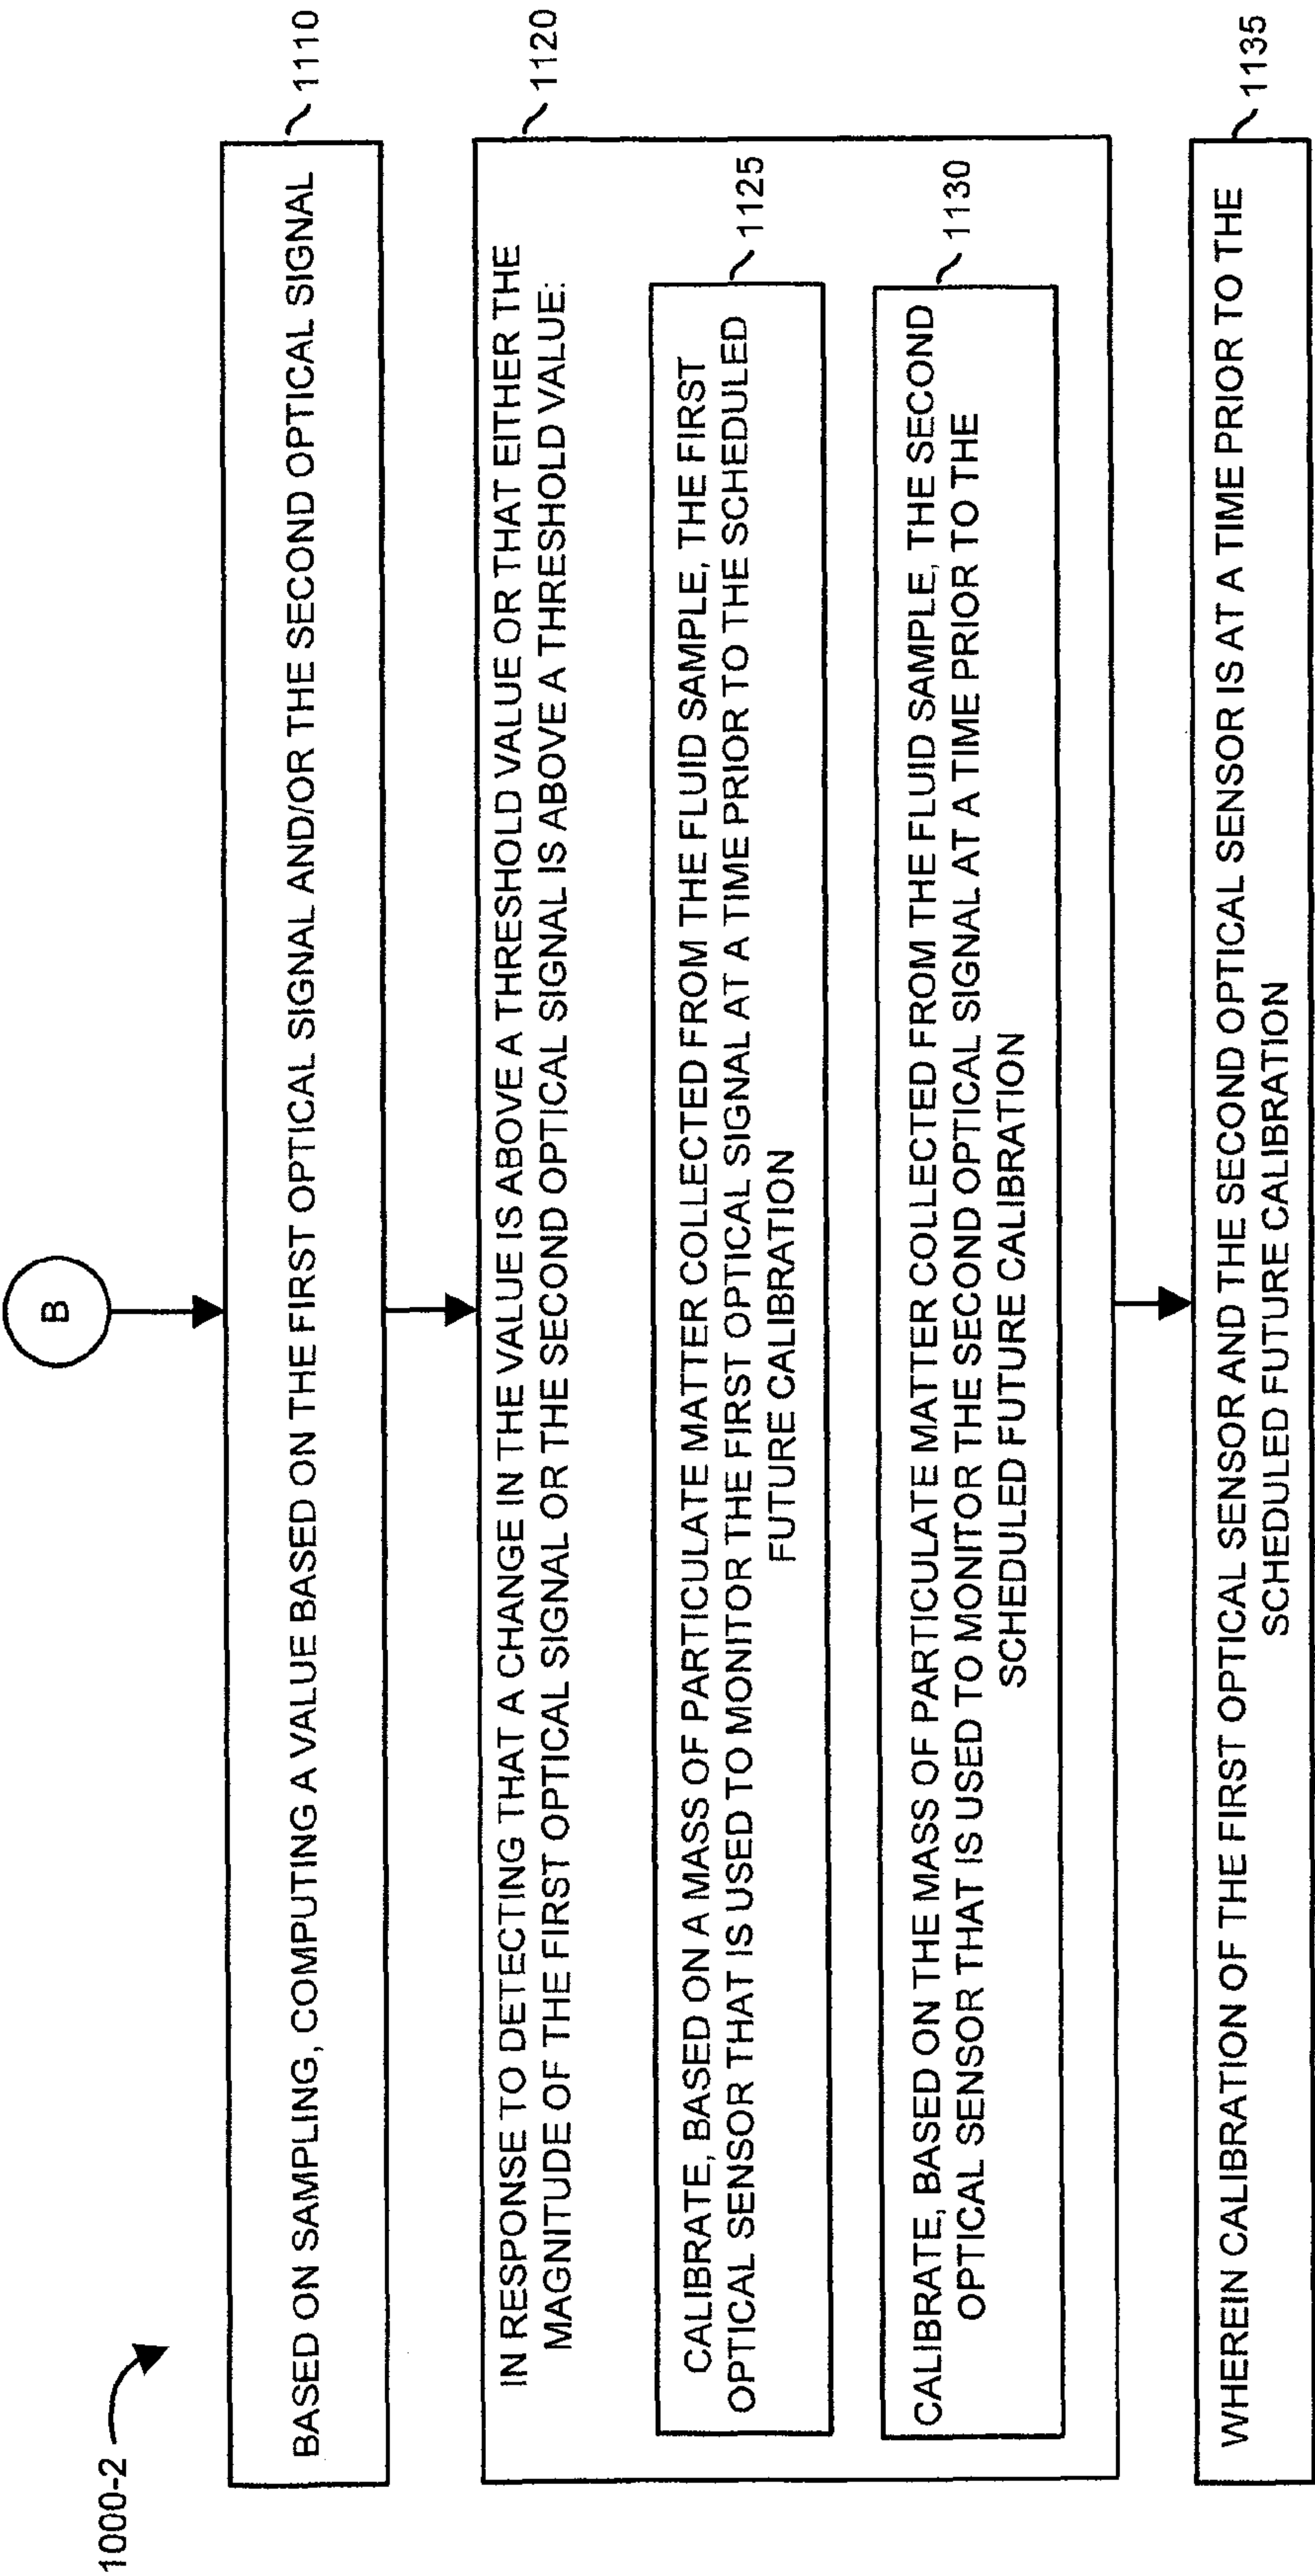 1000-2
B
BASED ON SAMPLING, COMPUTING A VALUE BASED ON THE FIRST OPTICAL SIGNAL AND/OR THE SECOND OPTICAL SIGNAL
1110
IN RESPONSE TO DETECTING THAT A CHANGE IN THE VALUE IS ABOVE A THRESHOLD VALUE OR THAT EITHER THE
MAGNITUDE OF THE FIRST OPTICAL SIGNAL OR THE SECOND OPTICAL SIGNAL IS ABOVE A THRESHOLD VALUE:
1120
CALIBRATE, BASED ON A MASS OF PARTICULATE MATTER COLLECTED FROM THE FLUID SAMPLE, THE FIRST
OPTICAL SENSOR THAT IS USED TO MONITOR THE FIRST OPTICAL SIGNAL AT A TIME PRIOR TO THE SCHEDULED
FUTURE CALIBRATION
1125
CALIBRATE, BASED ON THE MASS OF PARTICULATE MATTER COLLECTED FROM THE FLUID SAMPLE, THE SECOND
OPTICAL SENSOR THAT IS USED TO MONITOR THE SECOND OPTICAL SIGNAL AT A TIME PRIOR TO THE
SCHEDULED FUTURE CALIBRATION
1130
WHEREIN CALIBRATION OF THE FIRST OPTICAL SENSOR AND THE SECOND OPTICAL SENSOR IS AT A TIME PRIOR TO THE
SCHEDULED FUTURE CALIBRATION
1135